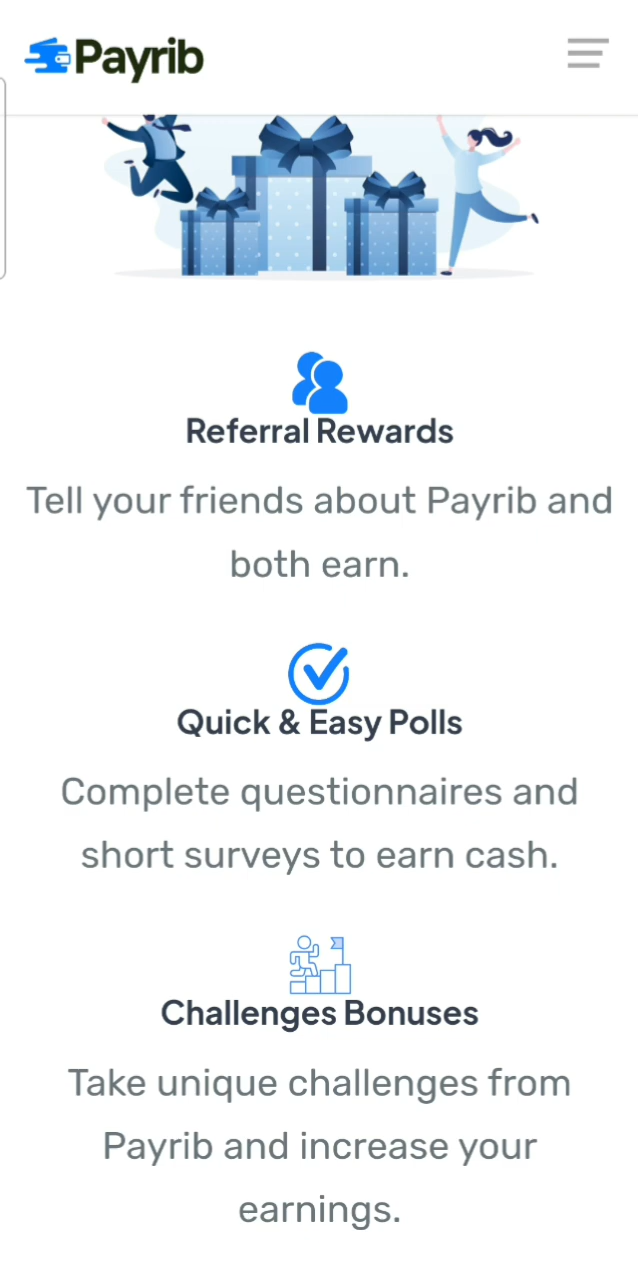 Payrib
Referral Rewards
Tell your friends about Payrib and
both earn.
Quick & Easy Polls
Complete questionnaires and
short surveys to earn cash.
Challenges Bonuses
Take unique challenges from
Payrib and increase your
earnings.